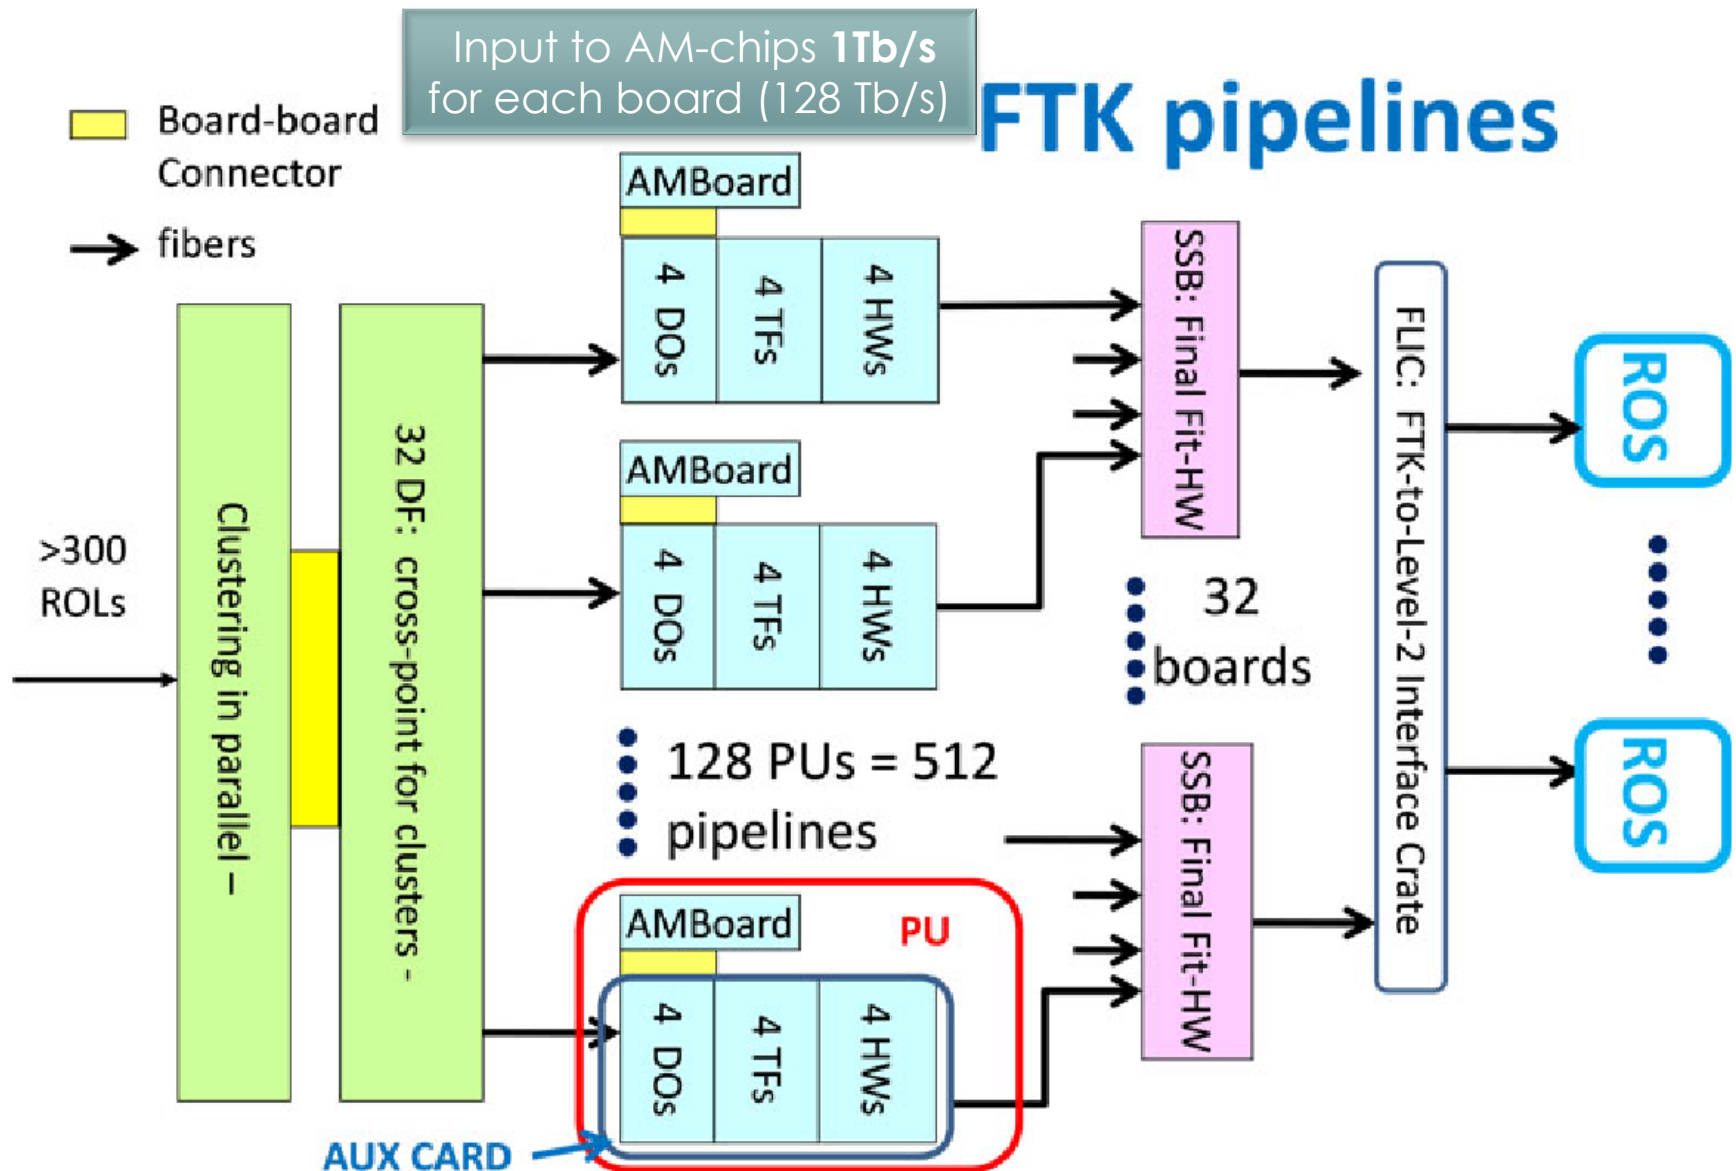 Input to AM-chips 1Tb/s
for each board (128 Tb/s)
FTK pipelines
Board-board
Connector
fibers
>300
ROLs
Clustering in parallel –
32 DF: cross-point for clusters -
AMBoard
4 DOs
4 TFs
4 HWs
AMBoard
4 DOs
4 TFs
4 HWs
128 PUs = 512
pipelines
AMBoard
PU
4 DOs
4 TFs
4 HWs
AUX CARD
SSB: Final Fit-HW
32
boards
SSB: Final Fit-HW
FLIC: FTK-to-Level-2 Interface Crate
ROS
ROS